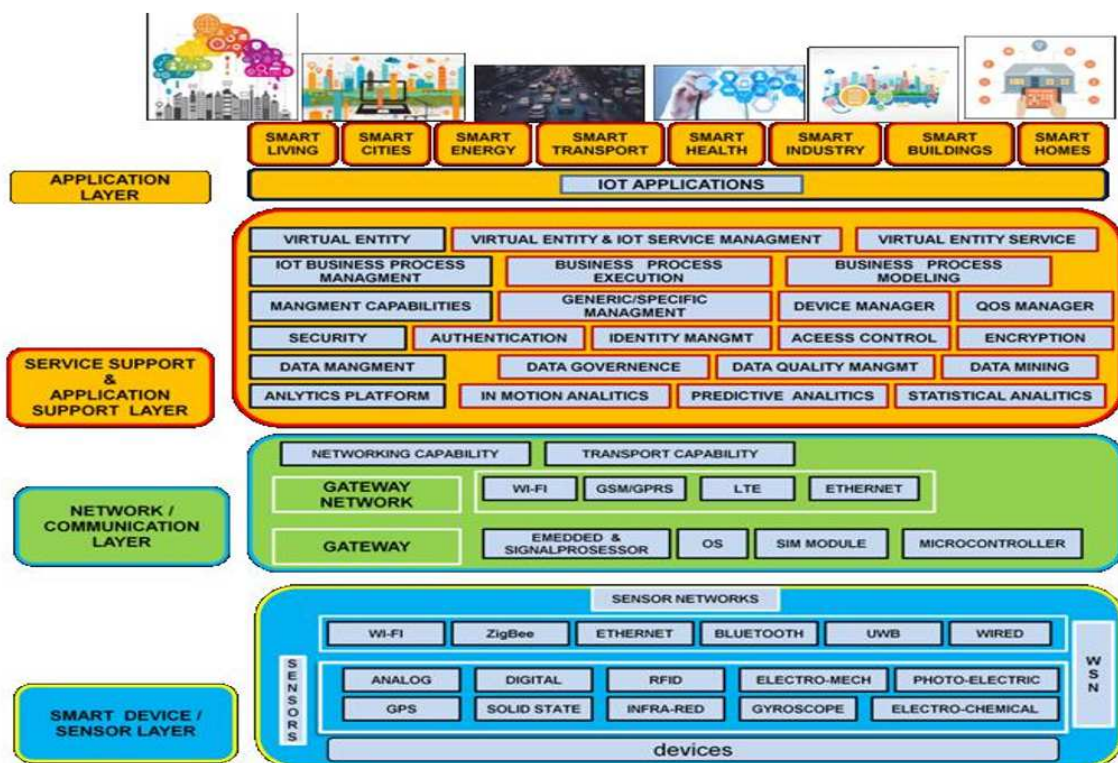 SMART LIVING
SMART CITIES
SMART ENERGY
SMART TRANSPORT
SMART HEALTH
SMART INDUSTRY
SMART BUILDINGS
SMART HOMES
APPLICATION LAYER
IOT APPLICATIONS
VIRTUAL ENTITY
VIRTUAL ENTITY & IOT SERVICE MANAGMENT
VIRTUAL ENTITY SERVICE
IOT BUSINESS PROCESS MANAGMENT
BUSINESS PROCESS EXECUTION
BUSINESS PROCESS MODELING
MANGMENT CAPABILITIES
GENERIC/SPECIFIC MANAGMENT
DEVICE MANAGER
QOS MANAGER
SECURITY
AUTHENTICATION
IDENTITY MANGMT
ACEESS CONTROL
ENCRYPTION
SERVICE SUPPORT
&
APPLICATION
SUPPORT LAYER
DATA MANGMENT
DATA GOVERNENCE
DATA QUALITY MANGMT
DATA MINING
ANLYTICS PLATFORM
IN MOTION ANALITICS
PREDICTIVE ANALITICS
STATISTICAL ANALITICS
NETWORKING CAPABILITY
TRANSPORT CAPABILITY
NETWORK /
COMMUNICATION
LAYER
GATEWAY NETWORK
WI-FI
GSM/GPRS
LTE
ETHERNET
GATEWAY
EMEDDED & SIGNALPROSESSOR
OS
SIM MODULE
MICROCONTROLLER
SENSOR NETWORKS
WI-FI
ZigBee
ETHERNET
BLUETOOTH
UWB
WIRED
SENSORS
WSN
ANALOG
DIGITAL
RFID
ELECTRO-MECH
PHOTO-ELECTRIC
SMART DEVICE /
SENSOR LAYER
GPS
SOLID STATE
INFRA-RED
GYROSCOPE
ELECTRO-CHEMICAL
devices